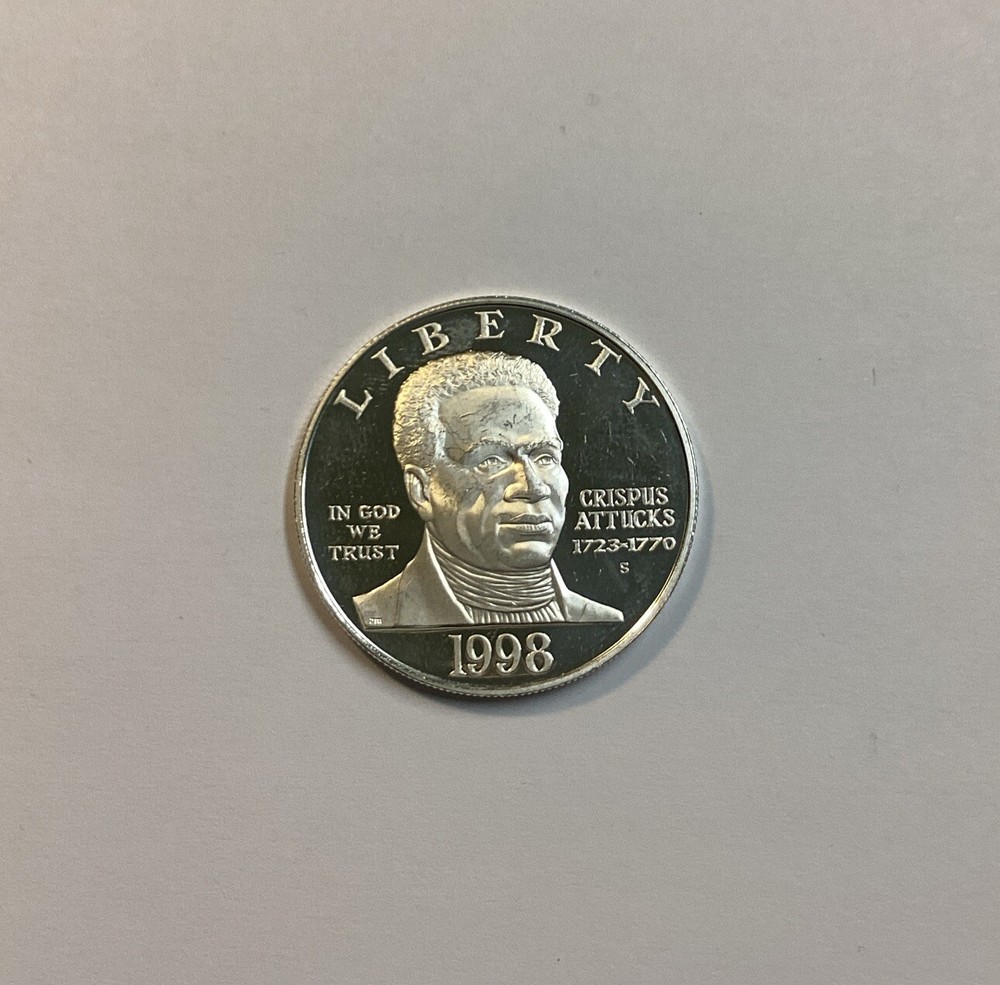 LIBERTY
IN GOD
WE
TRUST
CRISPUS
ATTUCKS
1723-1770
S
1998